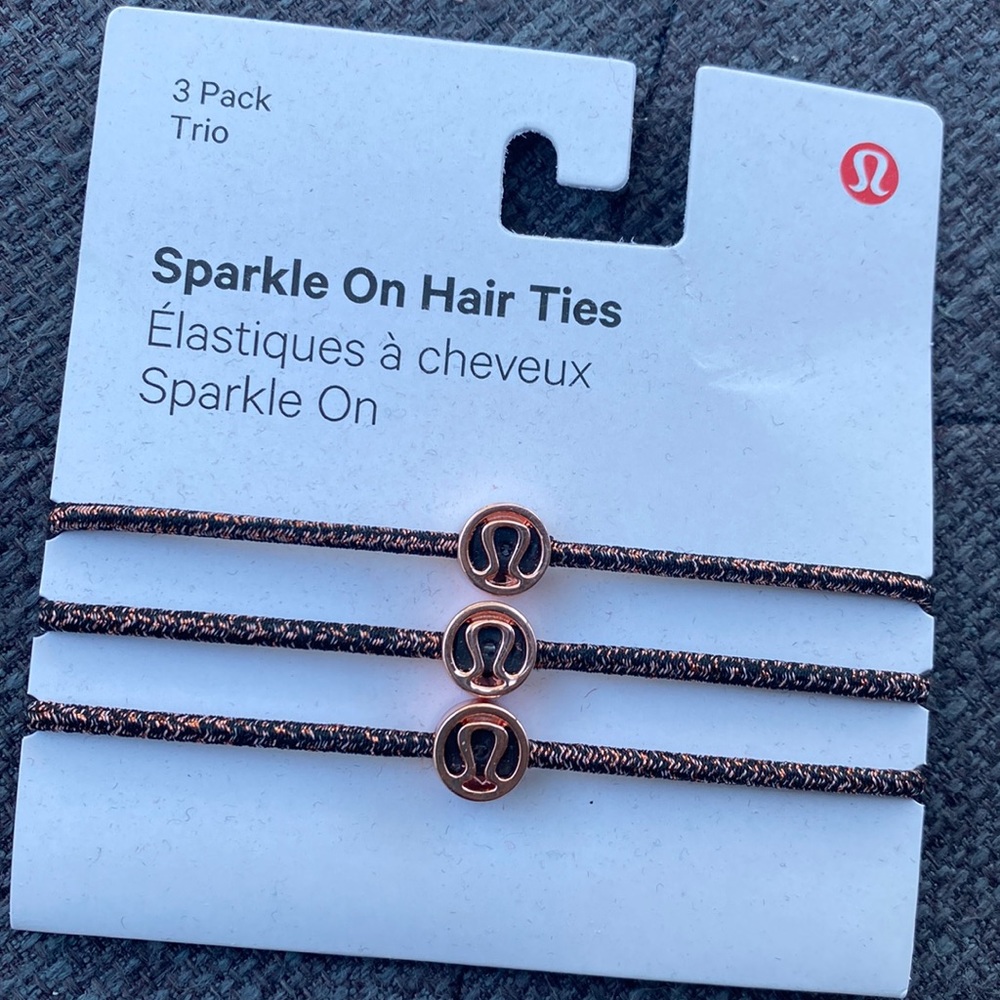 3 Pack
Trio
Sparkle On Hair Ties
Élastiques à cheveux
Sparkle On